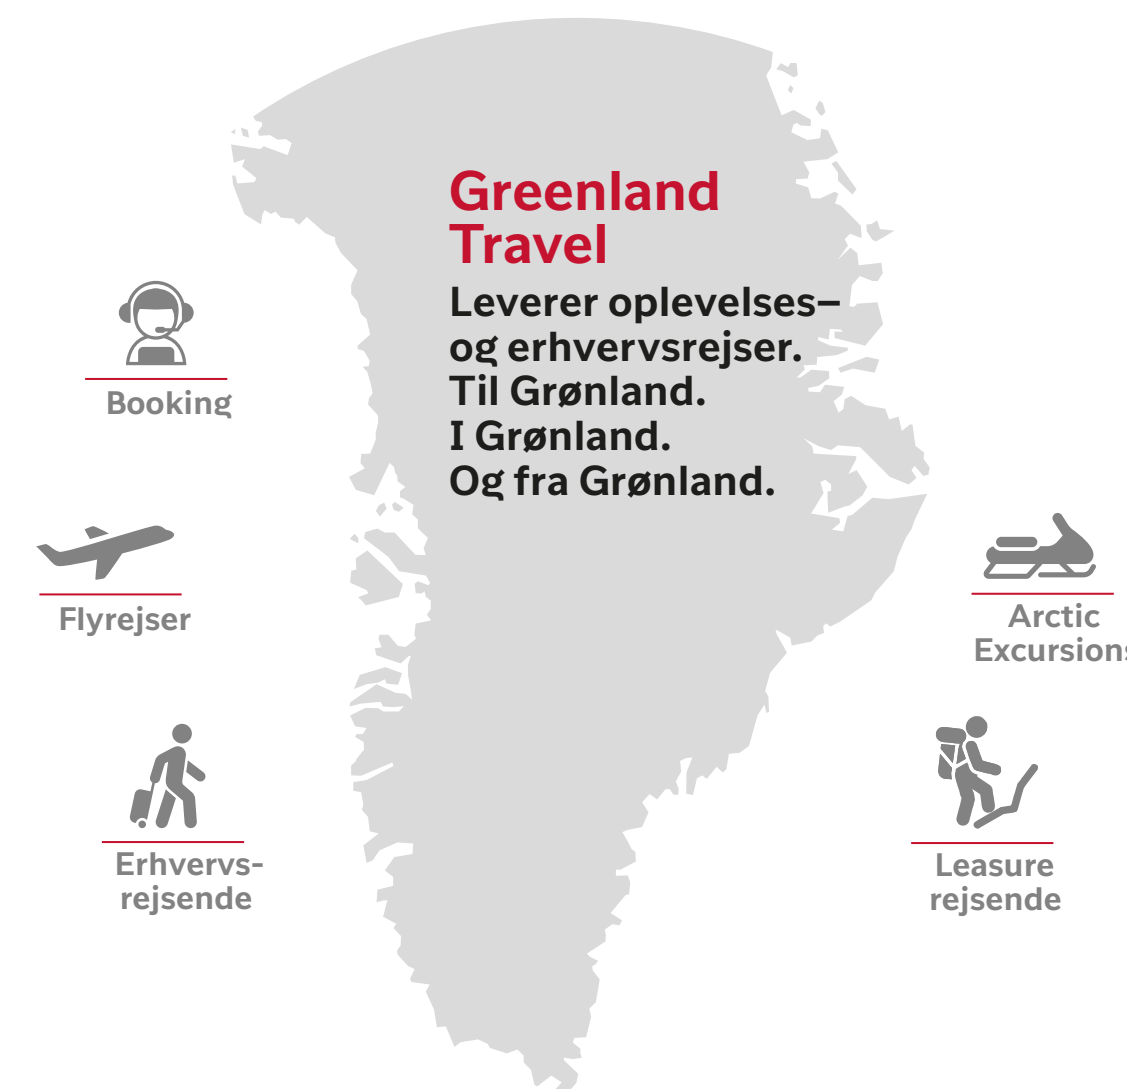 Greenland
Travel
Leverer oplevelses–
og erhvervsrejser.
Til Grønland.
I Grønland.
Og fra Grønland.
Booking
Flyrejser
Erhvervs-
rejsende
Arctic
Excursions
Leasure
rejsende